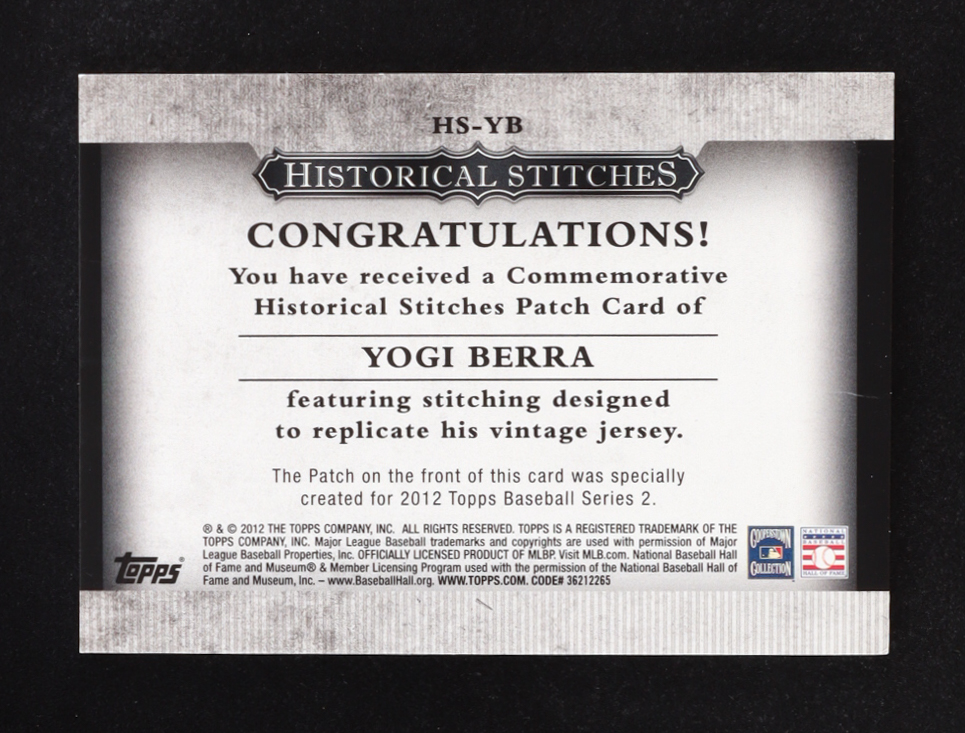 HS-YB
HISTORICAL STITCHES
CONGRATULATIONS!
You have received a Commemorative
Historical Stitches Patch Card of
YOGI BERRA
featuring stitching designed
to replicate his vintage jersey.
The Patch on the front of this card was specially
created for 2012 Topps Baseball Series 2.
® & © 2012 THE TOPPS COMPANY, INC. ALL RIGHTS RESERVED. TOPPS IS A REGISTERED TRADEMARK OF THE
TOPPS COMPANY, INC. Major League Baseball trademarks and copyrights are used with permission of Major
League Baseball Properties, Inc. OFFICIALLY LICENSED PRODUCT OF MLBP. Visit MLB.com. National Baseball Hall
of Fame and Museum® & Member Licensing Program used with the permission of the National Baseball Hall of
Fame and Museum, Inc. – www.BaseballHall.org. WWW.TOPPS.COM. CODE# 36212265
TOPPS®
COOPERSTOWN
COLLECTION
NATIONAL
BASEBALL
HALL OF FAME